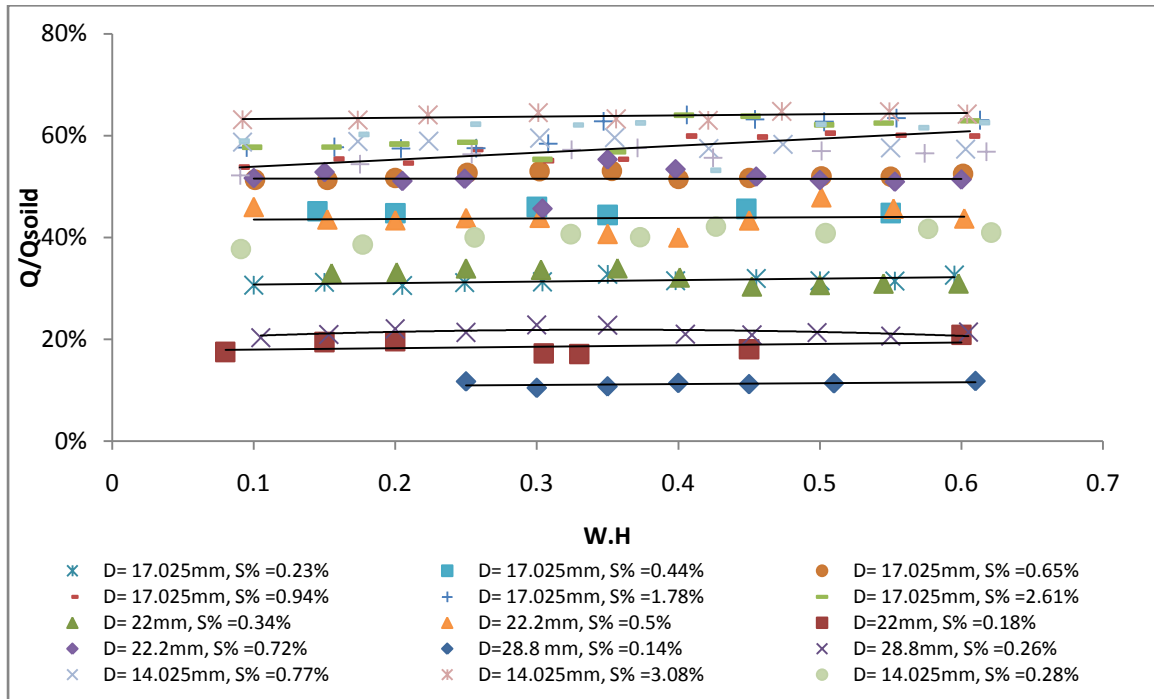 80%
60%
40%
20%
0%
Q/Qsoild
0 0.1 0.2 0.3 0.4 0.5 0.6 0.7
W.H
D= 17.025mm, S% =0.23% D= 17.025mm, S% =0.44% D= 17.025mm, S% =0.65%
D= 17.025mm, S% =0.94% D= 17.025mm, S% =1.78% D= 17.025mm, S% =2.61%
D= 22mm, S% =0.34% D= 22.2mm, S% =0.5% D=22mm, S% =0.18%
D= 22.2mm, S% =0.72% D=28.8 mm, S% =0.14% D= 28.8mm, S% =0.26%
D= 14.025mm, S% =0.77% D= 14.025mm, S% =3.08% D= 14.025mm, S% =0.28%